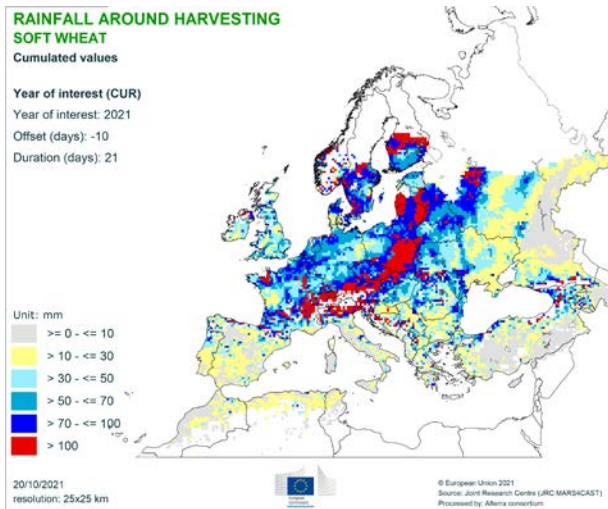 RAINFALL AROUND HARVESTING
SOFT WHEAT
Cumulated values
Year of interest (CUR)
Year of interest: 2021
Offset (days): -10
Duration (days): 21
Unit: mm
>= 0 - <= 10
> 10 - <= 30
> 30 - <= 50
> 50 - <= 70
> 70 - <= 100
> 100
20/10/2021
resolution: 25x25 km
European
Commission
© European Union 2021
Source: Joint Research Centre (JRC MARS4CAST)
Processed by: Alterra consortium